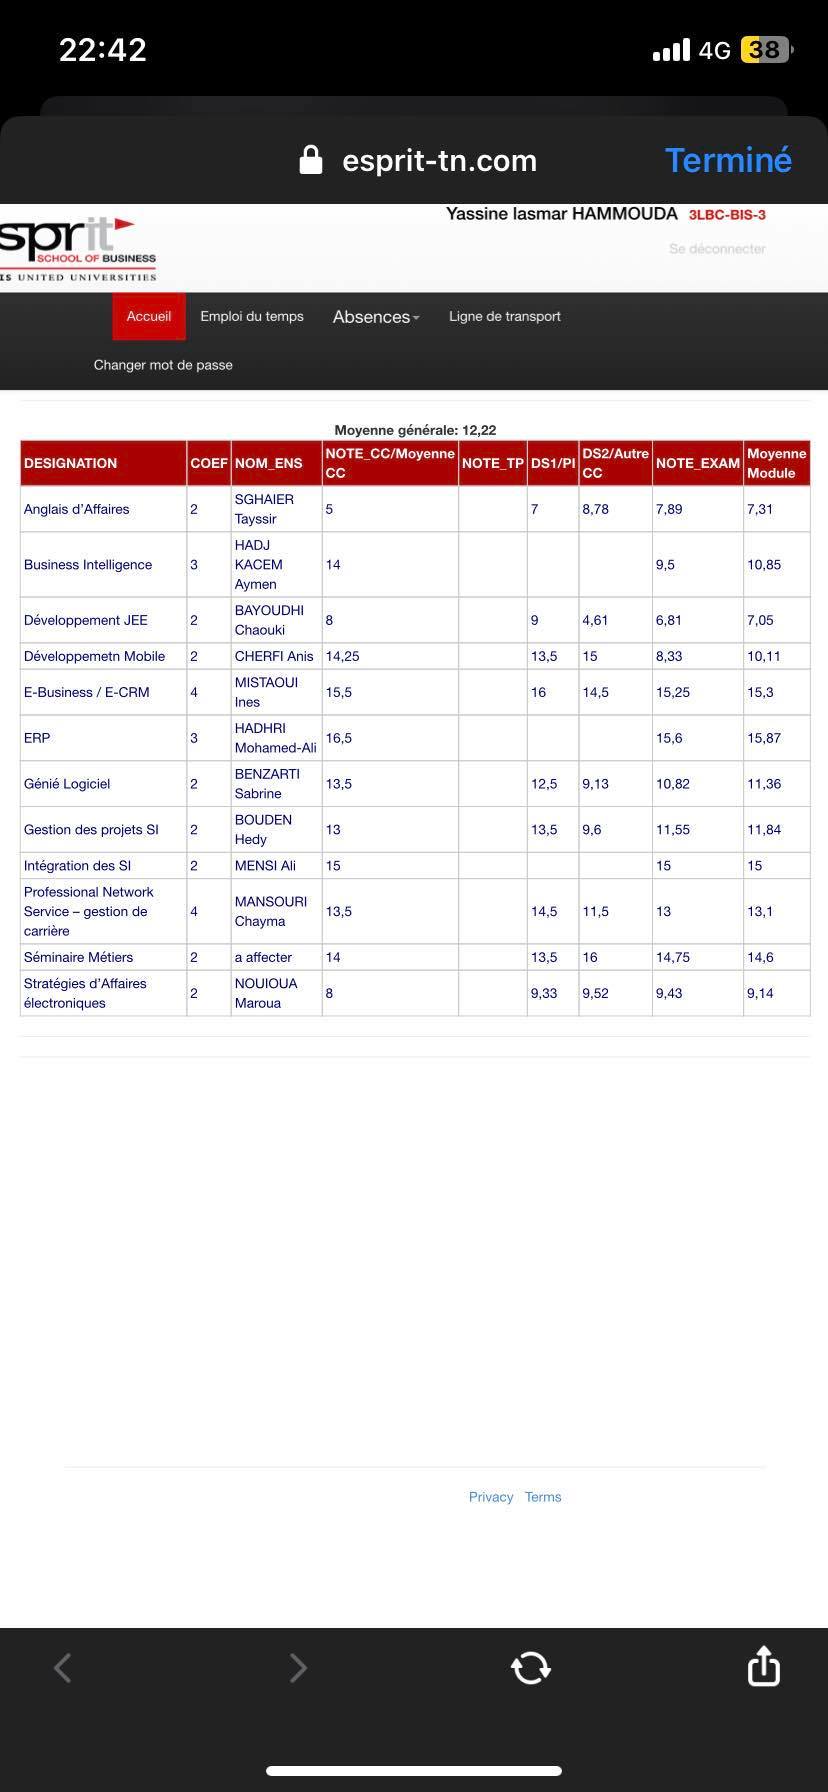 22:42
4G 38
esprit-tn.com
Terminé
Yassine lasmar HAMMOUDA 3LBC-BIS-3
Se déconnecter
sprit
SCHOOL OF BUSINESS
IS UNITED UNIVERSITIES
Accueil Emploi du temps Absences Ligne de transport
Changer mot de passe
Moyenne générale: 12,22
DESIGNATION COEF NOM_ENS NOTE_CC/Moyenne CC NOTE_TP DS1/PI DS2/Autre CC NOTE_EXAM Moyenne Module
Anglais d'Affaires 2 SGHAIER Tayssir 5 7 8,78 7,89 7,31
Business Intelligence 3 HADJ KACEM Aymen 14 9,5 10,85
Développement JEE 2 BAYOUDHI Chaouki 8 9 4,61 6,81 7,05
Développemetn Mobile 2 CHERFI Anis 14,25 13,5 15 8,33 10,11
E-Business / E-CRM 4 MISTAOUI Ines 15,5 16 14,5 15,25 15,3
ERP 3 HADHRI Mohamed-Ali 16,5 15,6 15,87
Génié Logiciel 2 BENZARTI Sabrine 13,5 12,5 9,13 10,82 11,36
Gestion des projets SI 2 BOUDEN Hedy 13 13,5 9,6 11,55 11,84
Intégration des SI 2 MENSI Ali 15 15 15
Professional Network Service – gestion de carrière 4 MANSOURI Chayma 13,5 14,5 11,5 13 13,1
Séminaire Métiers 2 a affecter 14 13,5 16 14,75 14,6
Stratégies d'Affaires électroniques 2 NOUIOUA Maroua 8 9,33 9,52 9,43 9,14
Privacy Terms